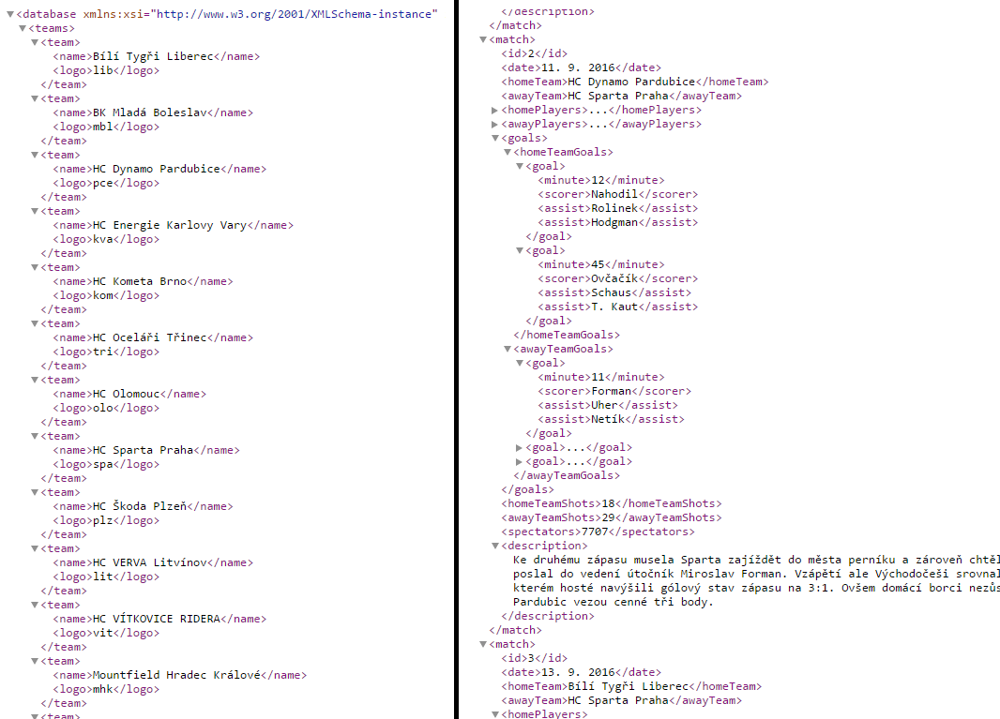 <database xmlns:xsi="http://www.w3.org/2001/XMLSchema-instance"
<teams>
<team>
<name>Bílí Tygři Liberec</name>
<logo>lib</logo>
</team>
<team>
<name>BK Mladá Boleslav</name>
<logo>mbl</logo>
</team>
<team>
<name>HC Dynamo Pardubice</name>
<logo>pce</logo>
</team>
<team>
<name>HC Energie Karlovy Vary</name>
<logo>kva</logo>
</team>
<team>
<name>HC Kometa Brno</name>
<logo>kom</logo>
</team>
<team>
<name>HC Oceláři Třinec</name>
<logo>tri</logo>
</team>
<team>
<name>HC Olomouc</name>
<logo>olo</logo>
</team>
<team>
<name>HC Sparta Praha</name>
<logo>spa</logo>
</team>
<team>
<name>HC Škoda Plzeň</name>
<logo>plz</logo>
</team>
<team>
<name>HC VERVA Litvínov</name>
<logo>lit</logo>
</team>
<team>
<name>HC VÍTKOVICE RIDERA</name>
<logo>vit</logo>
</team>
<team>
<name>Mountfield Hradec Králové</name>
<logo>mhk</logo>
</team>
<team>
</description>
</match>
<match>
<id>2</id>
<date>11. 9. 2016</date>
<homeTeam>HC Dynamo Pardubice</homeTeam>
<awayTeam>HC Sparta Praha</awayTeam>
<homePlayers>...</homePlayers>
<awayPlayers>...</awayPlayers>
<goals>
<homeTeamGoals>
<goal>
<minute>12</minute>
<scorer>Nahodil</scorer>
<assist>Rolinek</assist>
<assist>Hodgman</assist>
</goal>
<goal>
<minute>45</minute>
<scorer>Ovčačík</scorer>
<assist>Schaus</assist>
<assist>T. Kaut</assist>
</goal>
</homeTeamGoals>
<awayTeamGoals>
<goal>
<minute>11</minute>
<scorer>Forman</scorer>
<assist>Uher</assist>
<assist>Netík</assist>
</goal>
<goal>...</goal>
<goal>...</goal>
</awayTeamGoals>
</goals>
<homeTeamShots>18</homeTeamShots>
<awayTeamShots>29</awayTeamShots>
<spectators>7707</spectators>
<description>
Ke druhému zápasu musela Sparta zajíždět do města perníku a zároveň chtěl
poslal do vedení útočník Miroslav Forman. Vzápětí ale Východočeši srovnal
kterém hosté navýšili gólový stav zápasu na 3:1. Ovšem domácí borci nezůs
Pardubic vezou cenné tři body.
</description>
</match>
<match>
<id>3</id>
<date>13. 9. 2016</date>
<homeTeam>Bílí Tygři Liberec</homeTeam>
<awayTeam>HC Sparta Praha</awayTeam>
<homePlayers>